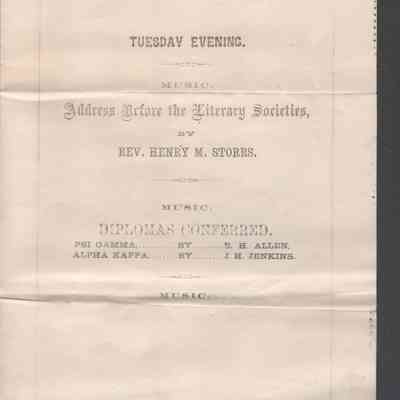 TUESDAY EVENING.
MUSIC.
Address Before the Literary Societies,
BY
REV. HENRY M. STORRS.
MUSIC.
DIPLOMAS CONFERRED.
PSI GAMMA,........BY........E. H. ALLEN.
ALPHA KAPPA.....BY......J H. JENKINS.
MUSIC.